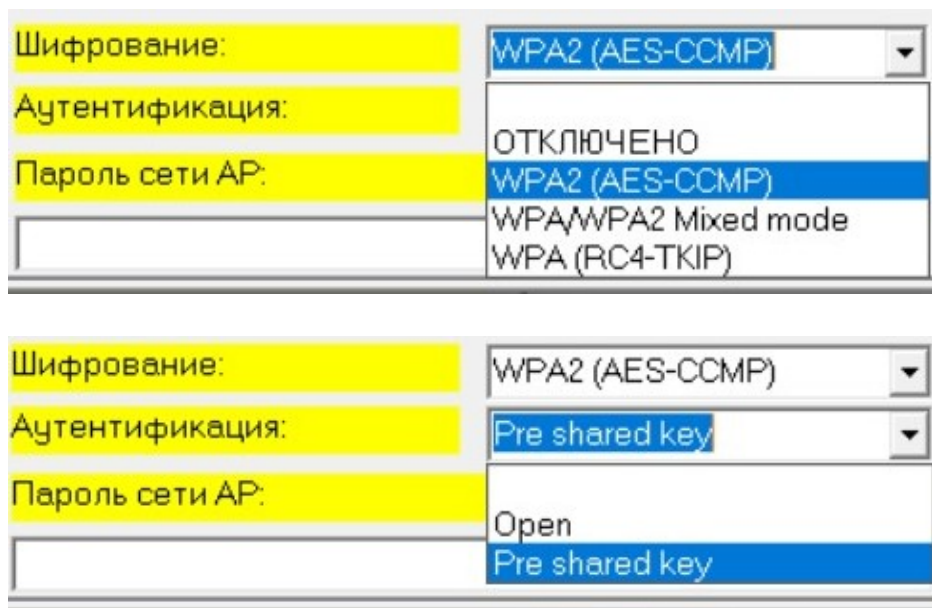 Шифрование:
WPA2 (AES-CCMP)
Аутентификация:
ОТКЛЮЧЕНО
Пароль сети AP:
WPA2 (AES-CCMP)
WPA/WPA2 Mixed mode
WPA (RC4-TKIP)
Шифрование:
WPA2 (AES-CCMP)
Аутентификация:
Pre shared key
Пароль сети AP:
Open
Pre shared key